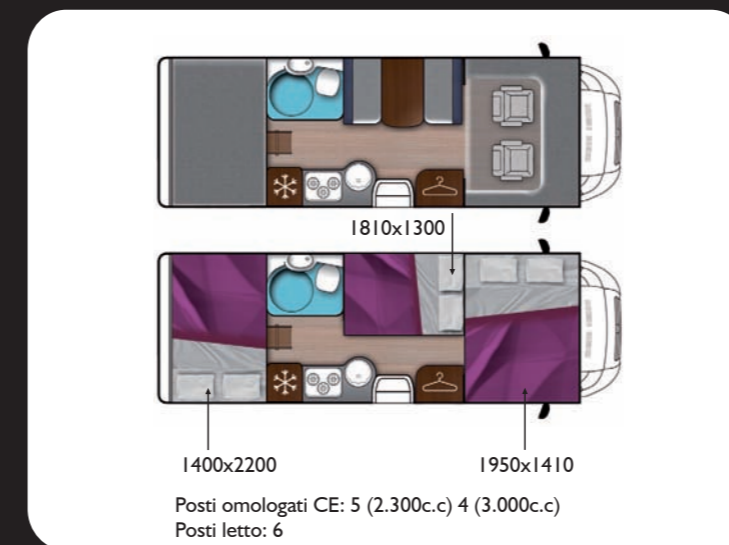 1810x1300
1400x2200
1950x1410
Posti omologati CE: 5 (2.300c.c) 4 (3.000c.c)
Posti letto: 6